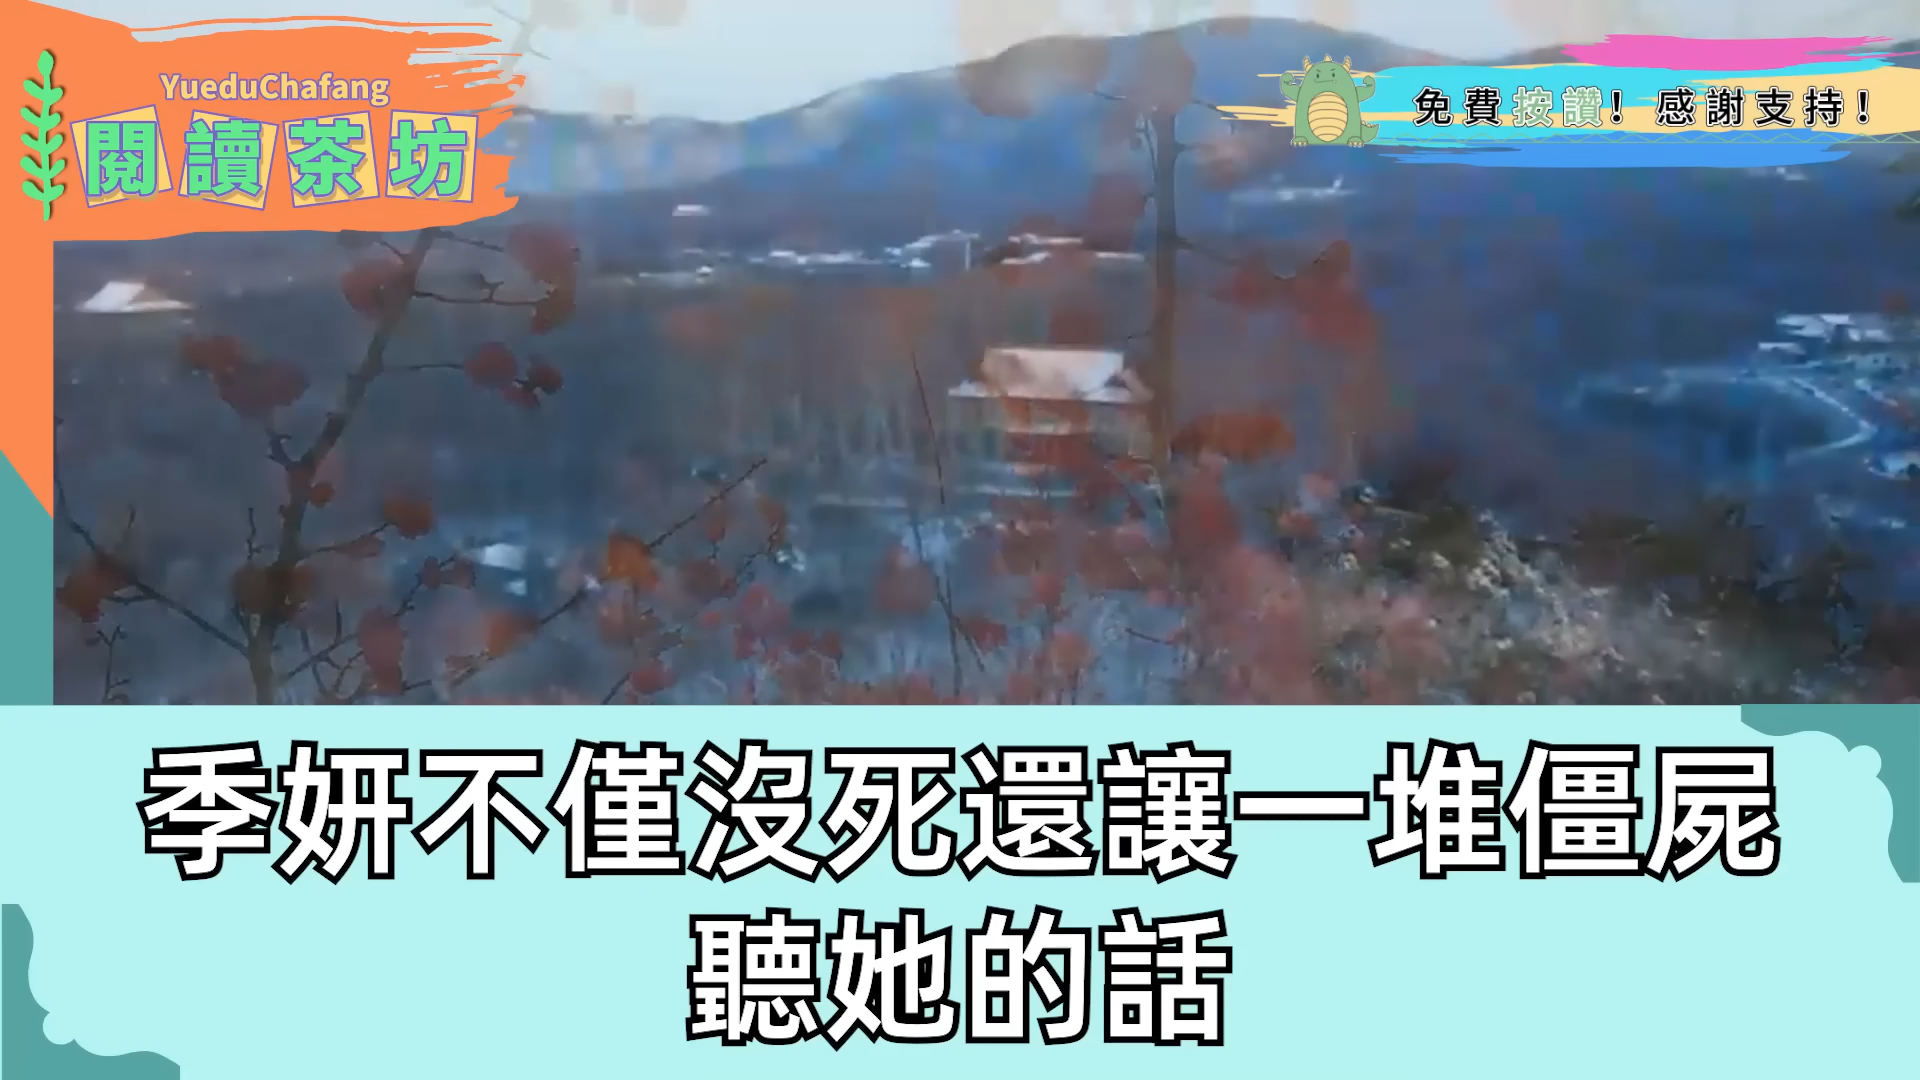 YueduChafang
閱讀茶坊
免費按讚！感謝支持！
季妍不僅沒死還讓一堆僵屍
聽她的話